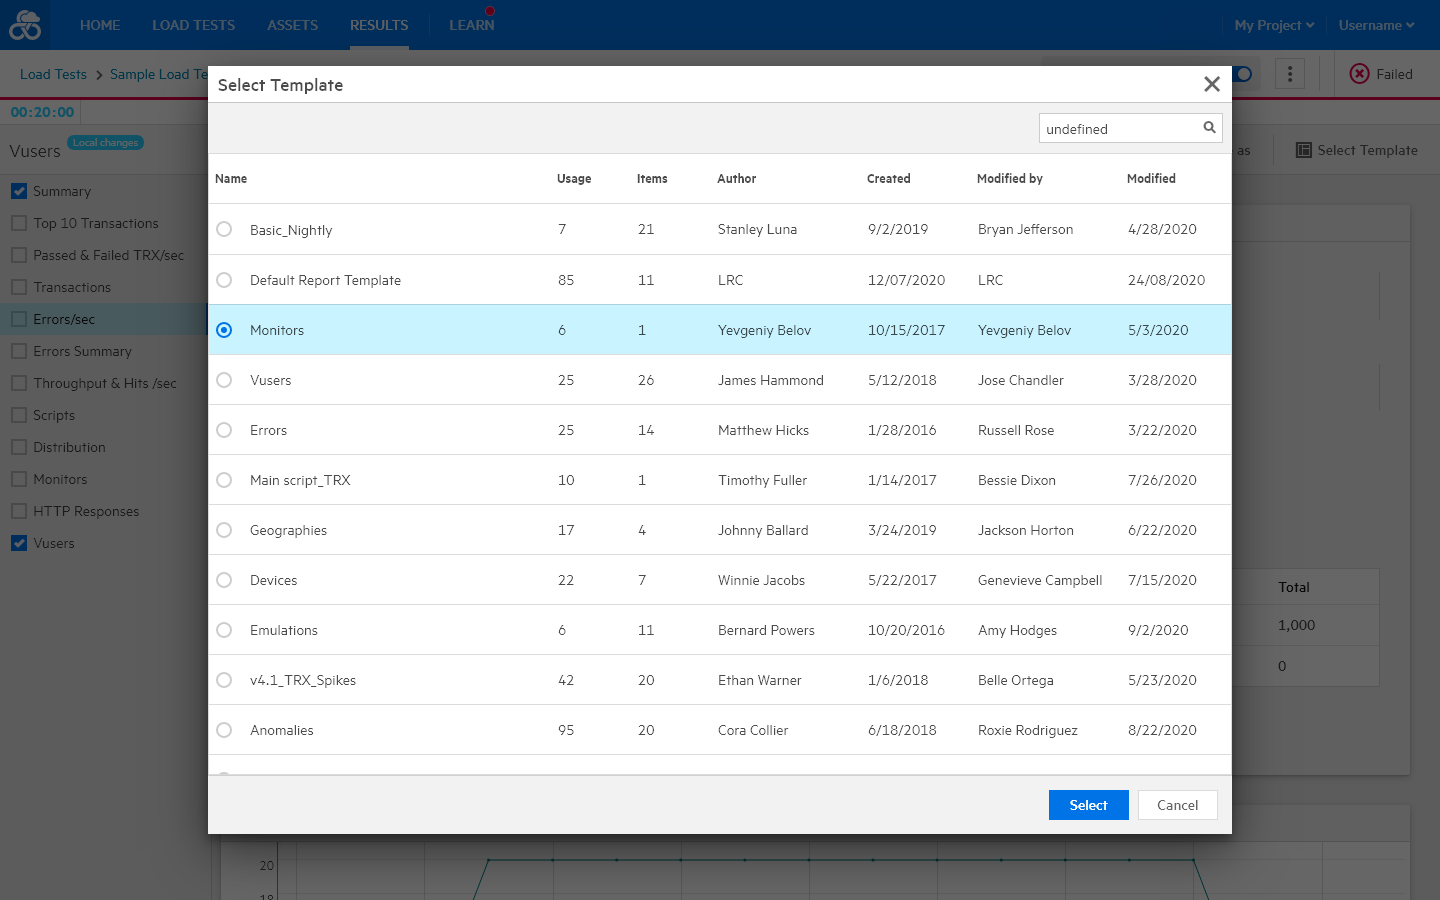 HOME LOAD TESTS ASSETS RESULTS LEARN My Project Username
Load Tests Sample Load Te Failed
Select Template
00:20:00
undefined
Vusers Local changes
as Select Template
Name Usage Items Author Created Modified by Modified
Summary
Top 10 Transactions
Passed & Failed TRX/sec
Transactions
Errors/sec
Errors Summary
Throughput & Hits /sec
Scripts
Distribution
Monitors
HTTP Responses
Vusers
Basic_Nightly 7 21 Stanley Luna 9/2/2019 Bryan Jefferson 4/28/2020
Default Report Template 85 11 LRC 12/07/2020 LRC 24/08/2020
Monitors 6 1 Yevgeniy Belov 10/15/2017 Yevgeniy Belov 5/3/2020
Vusers 25 26 James Hammond 5/12/2018 Jose Chandler 3/28/2020
Errors 25 14 Matthew Hicks 1/28/2016 Russell Rose 3/22/2020
Main script_TRX 10 1 Timothy Fuller 1/14/2017 Bessie Dixon 7/26/2020
Geographies 17 4 Johnny Ballard 3/24/2019 Jackson Horton 6/22/2020
Devices 22 7 Winnie Jacobs 5/22/2017 Genevieve Campbell 7/15/2020
Emulations 6 11 Bernard Powers 10/20/2016 Amy Hodges 9/2/2020
v4.1_TRX_Spikes 42 20 Ethan Warner 1/6/2018 Belle Ortega 5/23/2020
Anomalies 95 20 Cora Collier 6/18/2018 Roxie Rodriguez 8/22/2020
Total
1,000
0
Select Cancel
20
18